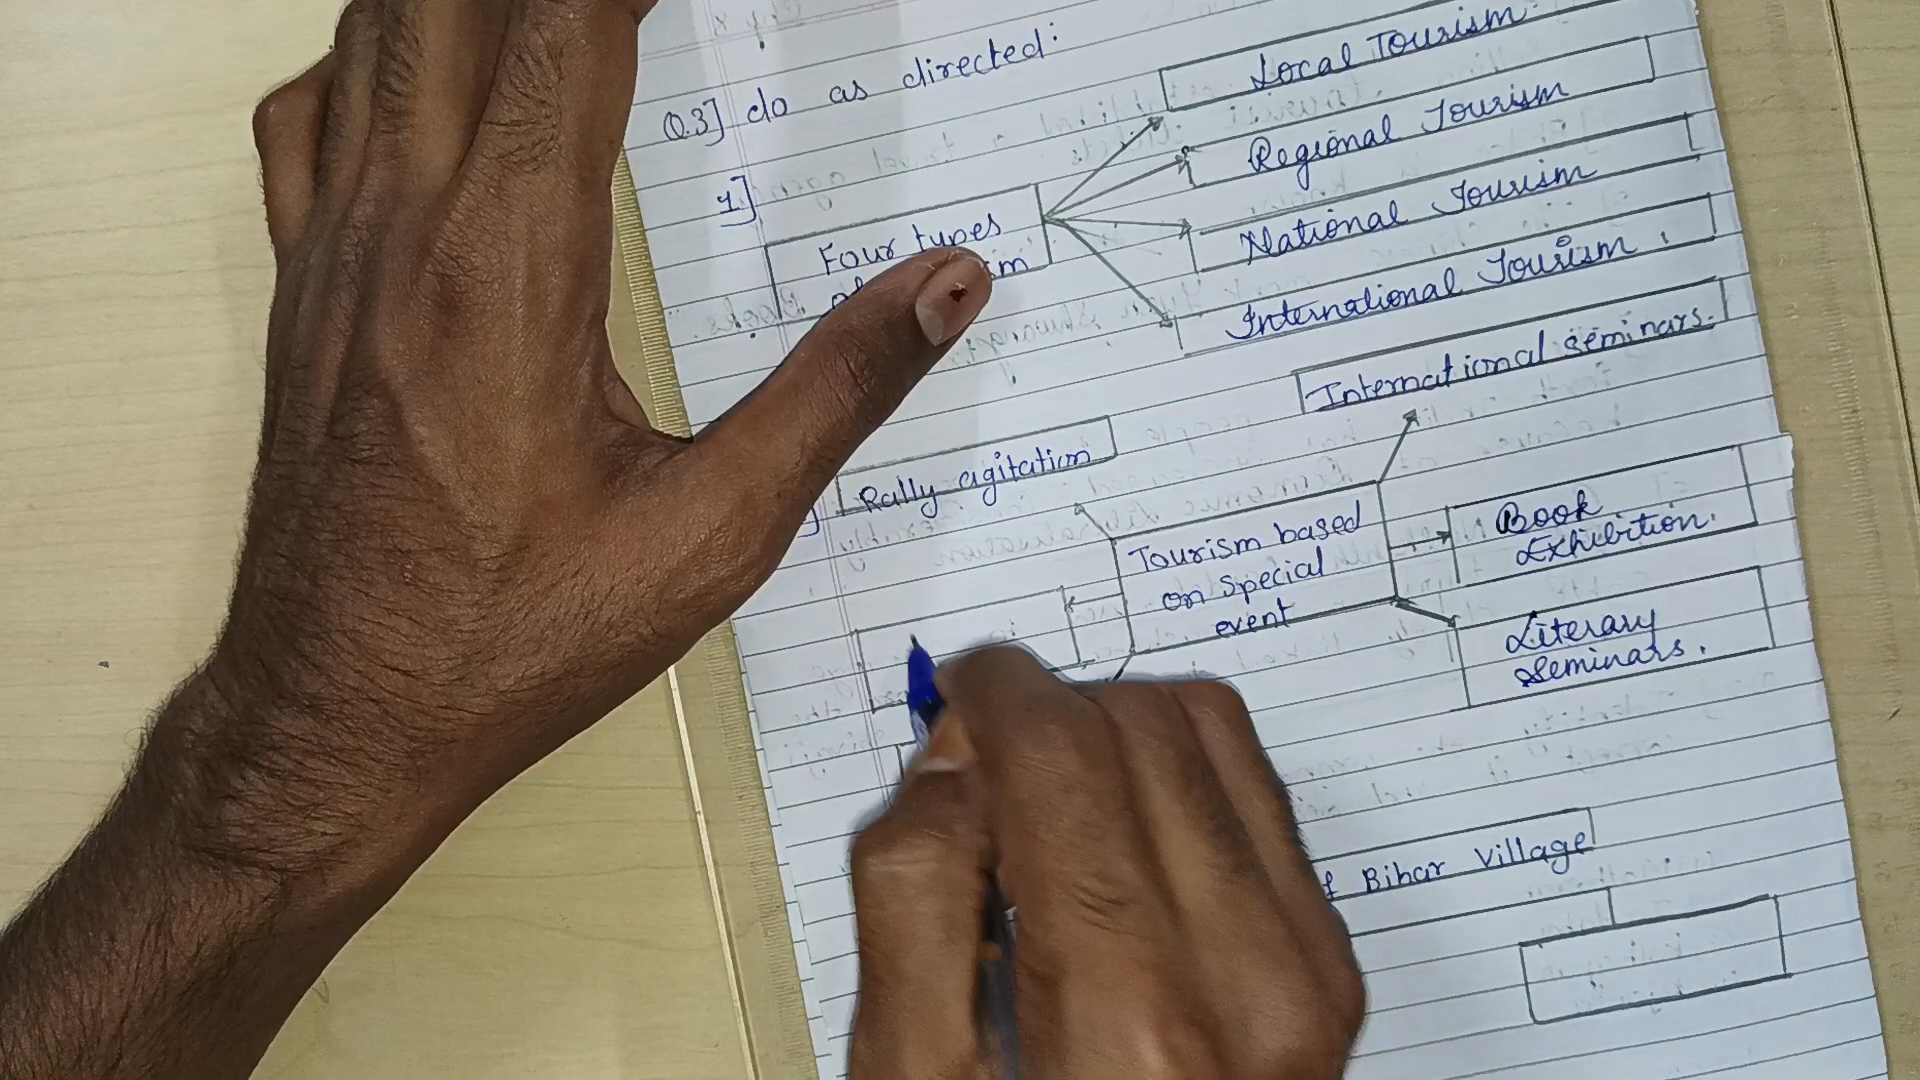 Q.3] do as directed:
1]
Four types
Local Tourism
Regional Tourism
National Tourism
International Tourism.
International seminars.
Rally agitation
Tourism based
on special
event
Book
Exhibition.
Literary
Seminars.
Bihar Village